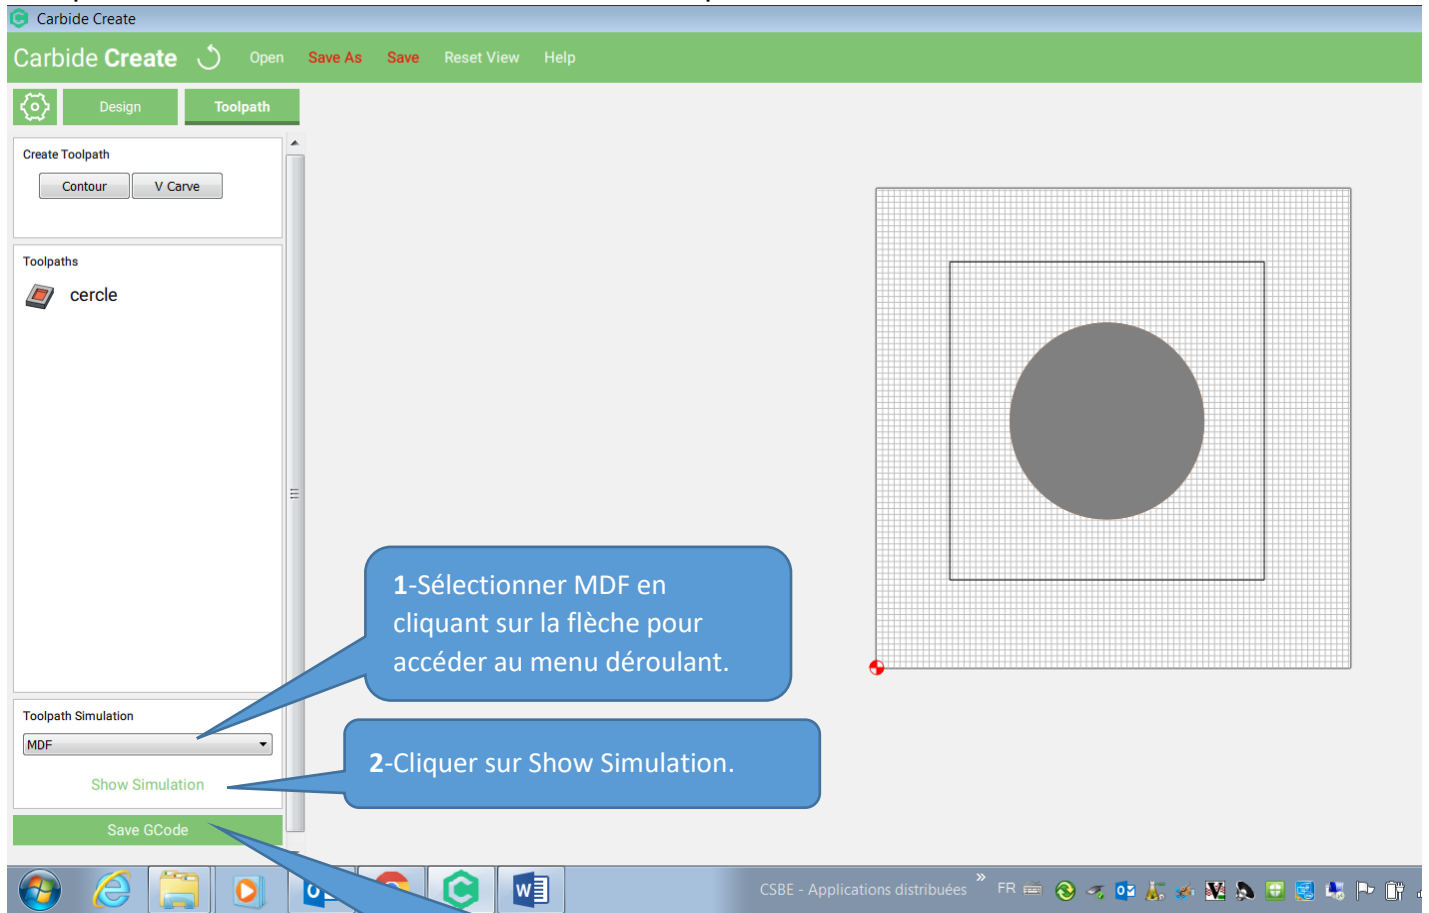 Carbide Create
Carbide Create Open Save As Save Reset View Help
Design Toolpath
Create Toolpath
Contour V Carve
Toolpaths
cercle
1-Sélectionner MDF en
cliquant sur la flèche pour
accéder au menu déroulant.
Toolpath Simulation
MDF
2-Cliquer sur Show Simulation.
Show Simulation
Save GCode
CSBE - Applications distribuées » FR